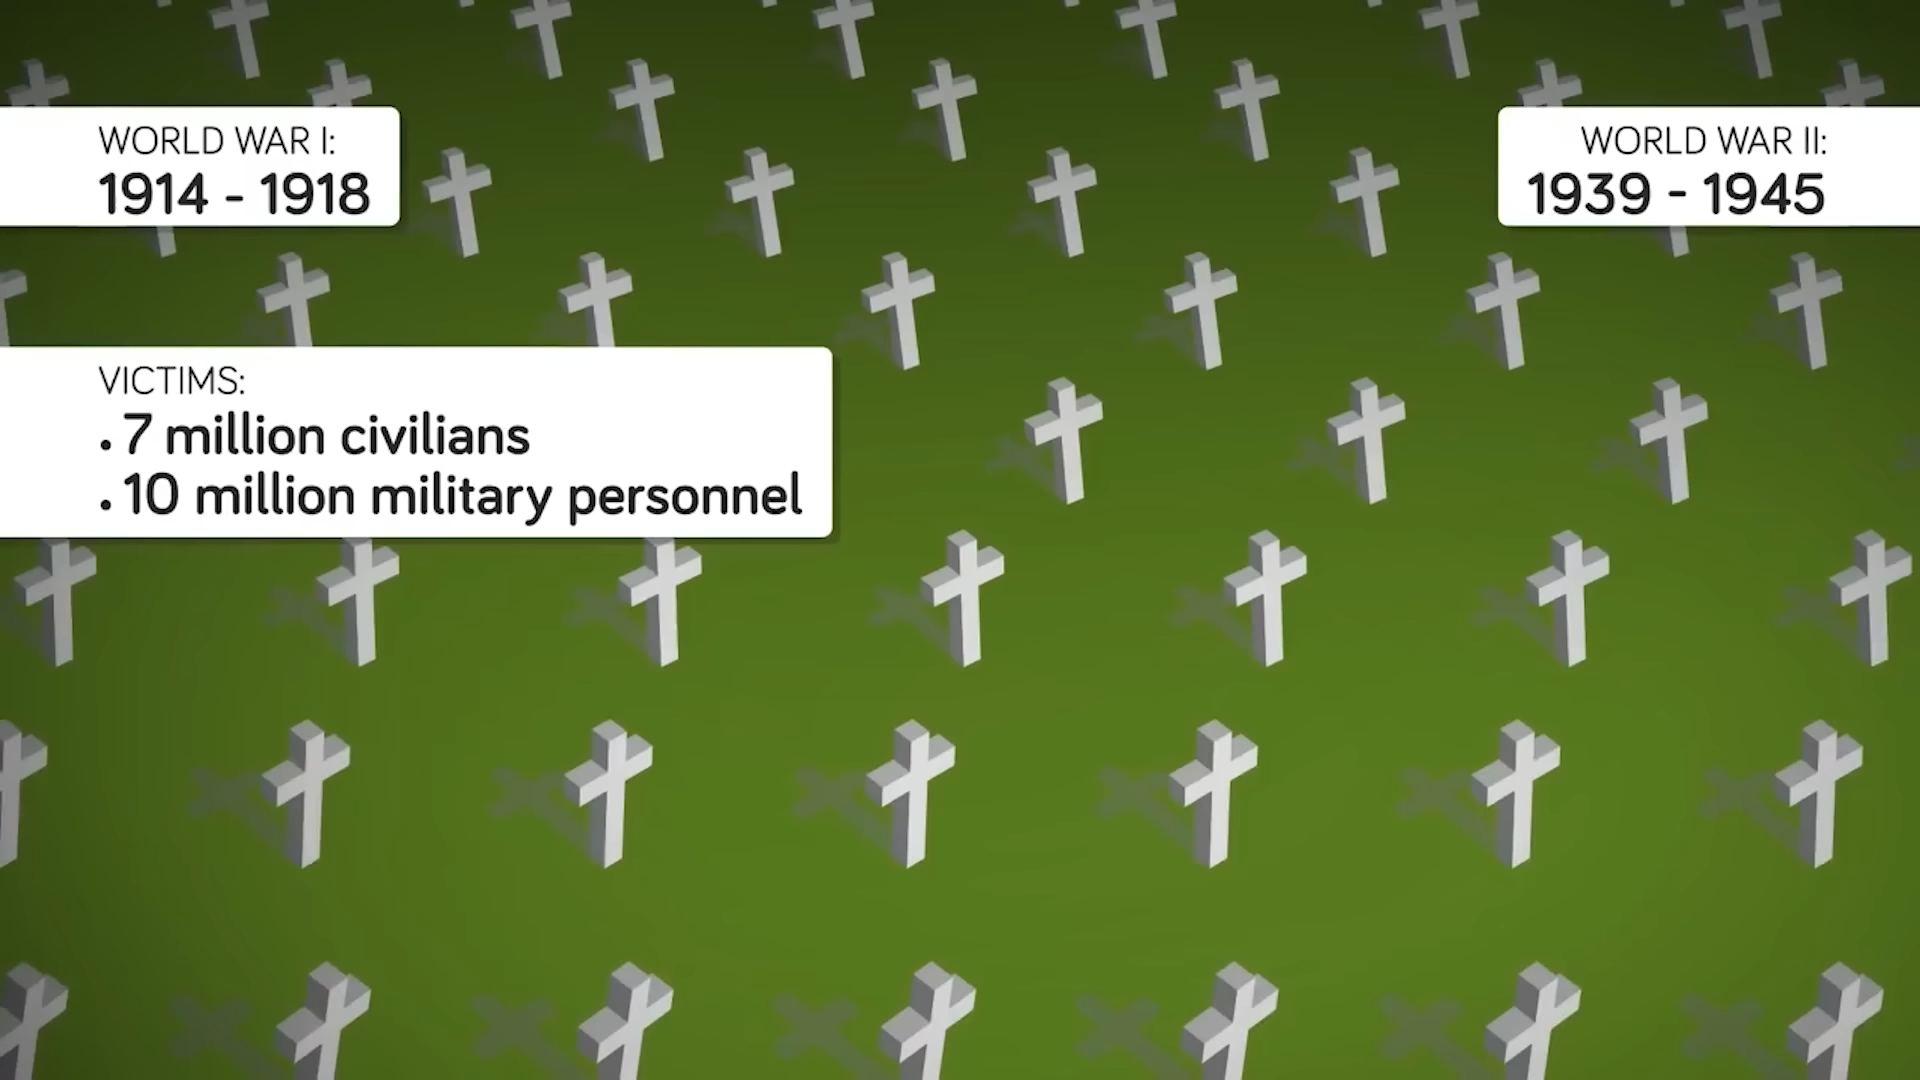 WORLD WAR I:
1914 - 1918
WORLD WAR II:
1939 - 1945
VICTIMS:
. 7 million civilians
. 10 million military personnel